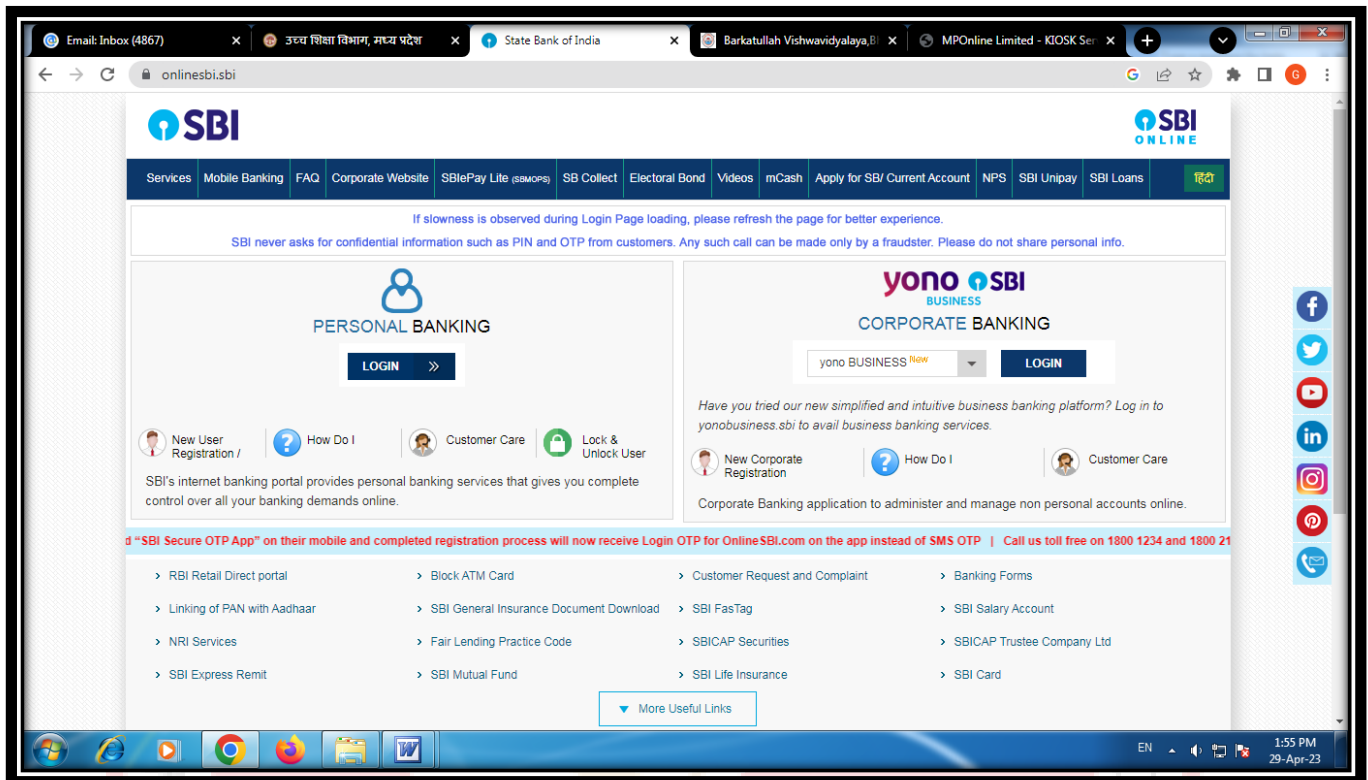 Email: Inbox (4867)
उच्च शिक्षा विभाग, मध्य प्रदेश
State Bank of India
Barkatullah Vishwavidyalaya,B
MPOnline Limited - KIOSK Ser
onlinesbi.sbi
G
SBI
SBI
ONLINE
Services Mobile Banking FAQ Corporate Website SBIePay Lite (SBMOPS) SB Collect Electoral Bond Videos mCash Apply for SB/ Current Account NPS SBI Unipay SBI Loans हिंदी
If slowness is observed during Login Page loading, please refresh the page for better experience.
SBI never asks for confidential information such as PIN and OTP from customers. Any such call can be made only by a fraudster. Please do not share personal info.
PERSONAL BANKING
LOGIN
New User
Registration /
How Do I
Customer Care
Lock &
Unlock User
SBI's internet banking portal provides personal banking services that gives you complete
control over all your banking demands online.
yono SBI
BUSINESS
CORPORATE BANKING
yono BUSINESS New
LOGIN
Have you tried our new simplified and intuitive business banking platform? Log in to
yonobusiness.sbi to avail business banking services.
New Corporate
Registration
How Do I
Customer Care
Corporate Banking application to administer and manage non personal accounts online.
d "SBI Secure OTP App" on their mobile and completed registration process will now receive Login OTP for OnlineSBI.com on the app instead of SMS OTP | Call us toll free on 1800 1234 and 1800 21
RBI Retail Direct portal
Block ATM Card
Customer Request and Complaint
Banking Forms
Linking of PAN with Aadhaar
SBI General Insurance Document Download
SBI FasTag
SBI Salary Account
NRI Services
Fair Lending Practice Code
SBICAP Securities
SBICAP Trustee Company Ltd
SBI Express Remit
SBI Mutual Fund
SBI Life Insurance
SBI Card
More Useful Links
EN
1:55 PM
29-Apr-23